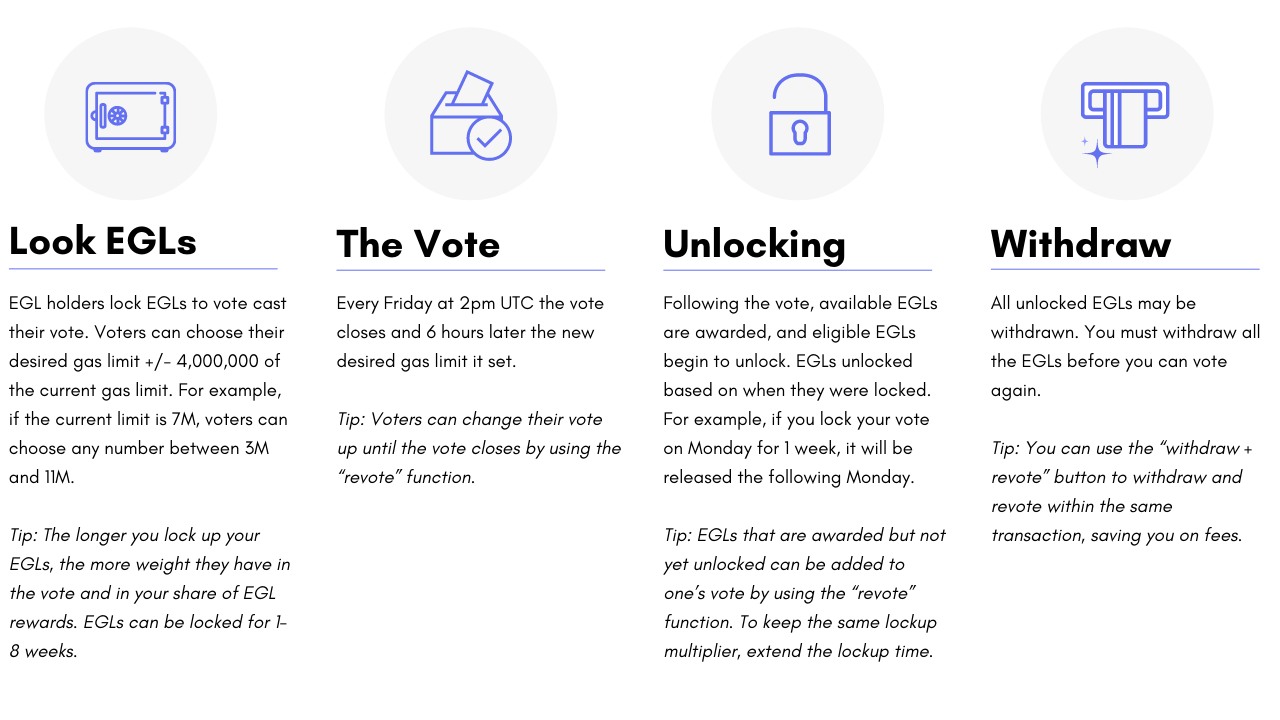 Look EGLs
EGL holders lock EGLs to vote cast
their vote. Voters can choose their
desired gas limit +/- 4,000,000 of
the current gas limit. For example,
if the current limit is 7M, voters can
choose any number between 3M
and 11M.
Tip: The longer you lock up your
EGLs, the more weight they have in
the vote and in your share of EGL
rewards. EGLs can be locked for 1-
8 weeks.
The Vote
Every Friday at 2pm UTC the vote
closes and 6 hours later the new
desired gas limit it set.
Tip: Voters can change their vote
up until the vote closes by using the
“revote” function.
Unlocking
Following the vote, available EGLs
are awarded, and eligible EGLs
begin to unlock. EGLs unlocked
based on when they were locked.
For example, if you lock your vote
on Monday for 1 week, it will be
released the following Monday.
Tip: EGLs that are awarded but not
yet unlocked can be added to
one’s vote by using the “revote”
function. To keep the same lockup
multiplier, extend the lockup time.
Withdraw
All unlocked EGLs may be
withdrawn. You must withdraw all
the EGLs before you can vote
again.
Tip: You can use the “withdraw +
revote” button to withdraw and
revote within the same
transaction, saving you on fees.